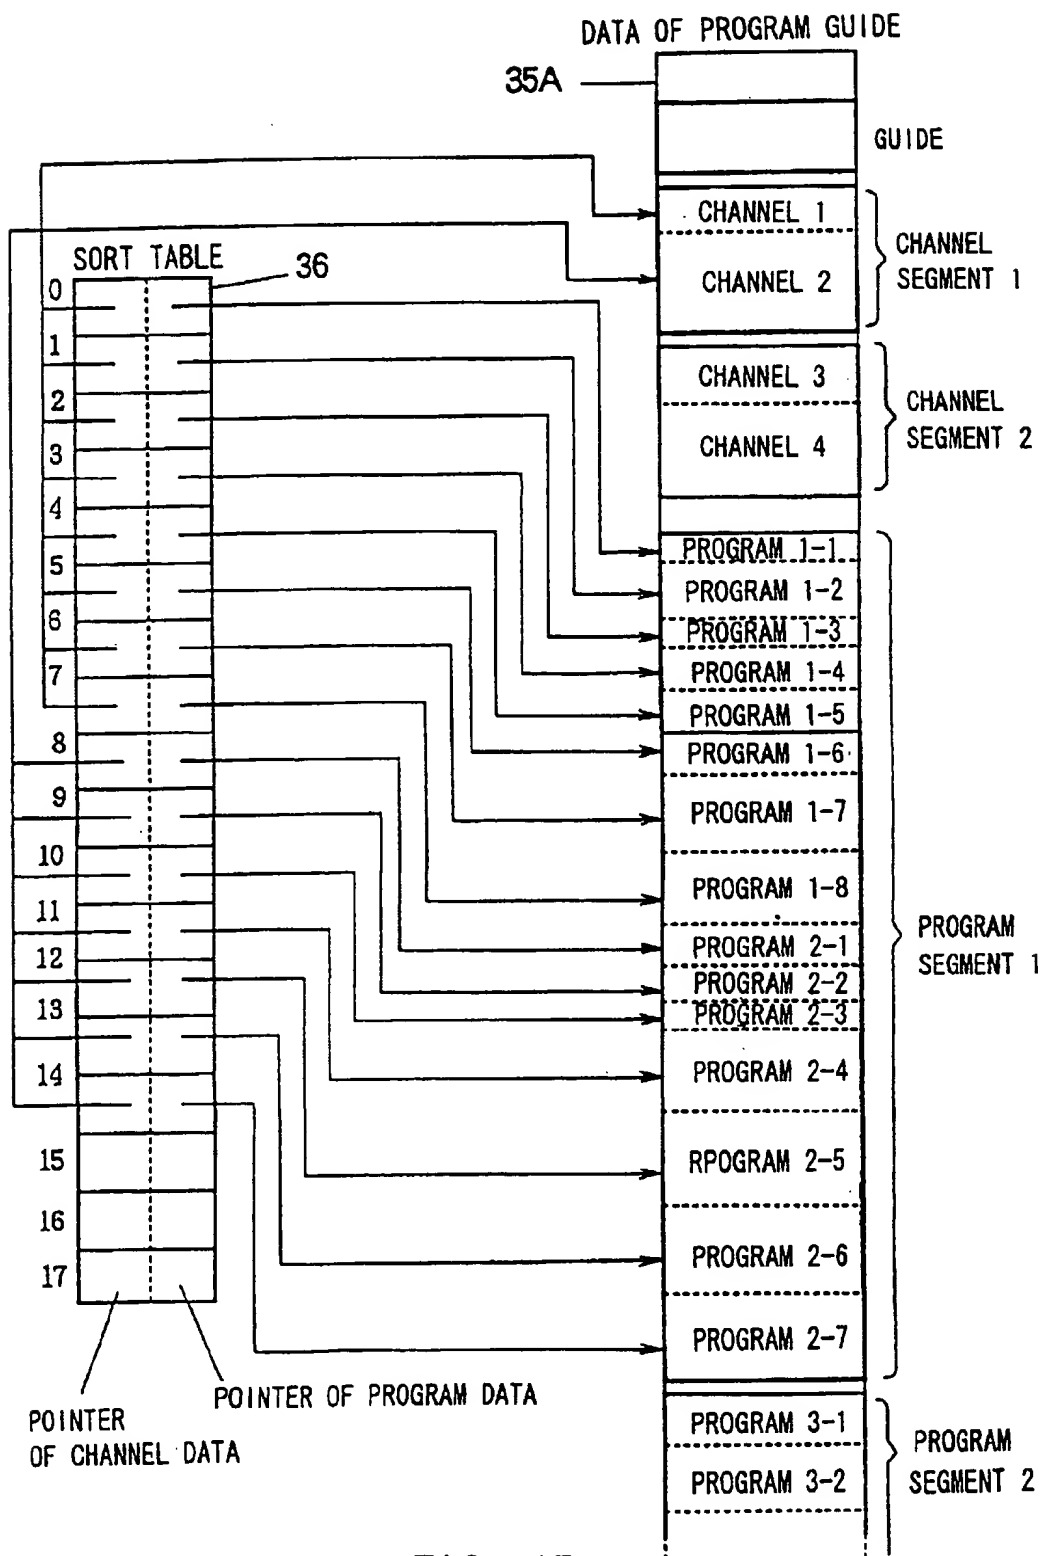 DATA OF PROGRAM GUIDE
35A
GUIDE
CHANNEL 1
CHANNEL 2
CHANNEL
SEGMENT 1
CHANNEL 3
CHANNEL 4
CHANNEL
SEGMENT 2
SORT TABLE
36
0
1
2
3
4
5
6
7
8
9
10
11
12
13
14
15
16
17
POINTER
OF CHANNEL DATA
POINTER OF PROGRAM DATA
PROGRAM 1-1
PROGRAM 1-2
PROGRAM 1-3
PROGRAM 1-4
PROGRAM 1-5
PROGRAM 1-6
PROGRAM 1-7
PROGRAM 1-8
PROGRAM 2-1
PROGRAM 2-2
PROGRAM 2-3
PROGRAM 2-4
RPOGRAM 2-5
PROGRAM 2-6
PROGRAM 2-7
PROGRAM
SEGMENT 1
PROGRAM 3-1
PROGRAM 3-2
PROGRAM
SEGMENT 2